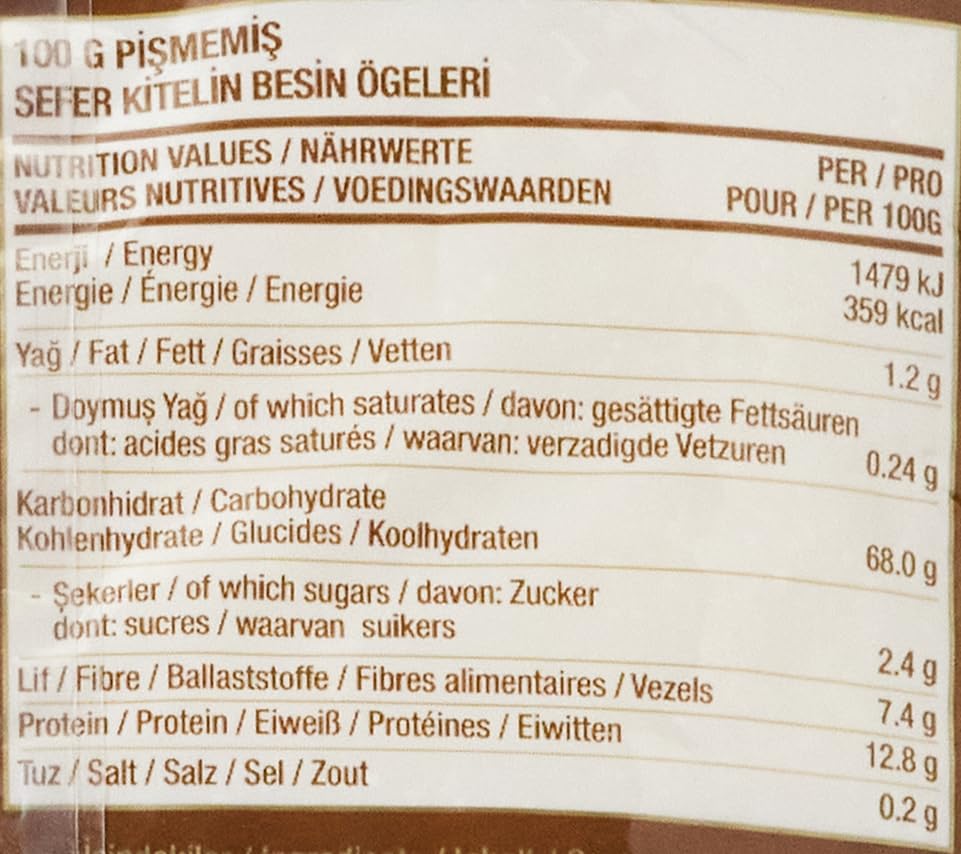 100 G PİŞMEMİŞ
SEFER KİTELİN BESİN ÖGELERİ
NUTRITION VALUES / NÄHRWERTE
VALEURS NUTRITIVES / VOEDINGSWAARDEN
PER / PRO
POUR / PER 100G
Enerji / Energy
Energie / Énergie / Energie
1479 kJ
359 kcal
Yağ / Fat / Fett / Graisses / Vetten
1.2 g
- Doymuş Yağ / of which saturates / davon: gesättigte Fettsäuren
dont: acides gras saturés / waarvan: verzadigde Vetzuren
0.24 g
Karbonhidrat / Carbohydrate
Kohlenhydrate / Glucides / Koolhydraten
68.0 g
- Şekerler / of which sugars / davon: Zucker
dont: sucres / waarvan suikers
2.4 g
Lif / Fibre / Ballaststoffe / Fibres alimentaires / Vezels
7.4 g
Protein / Protein / Eiweiß / Protéines / Eiwitten
12.8 g
Tuz / Salt / Salz / Sel / Zout
0.2 g